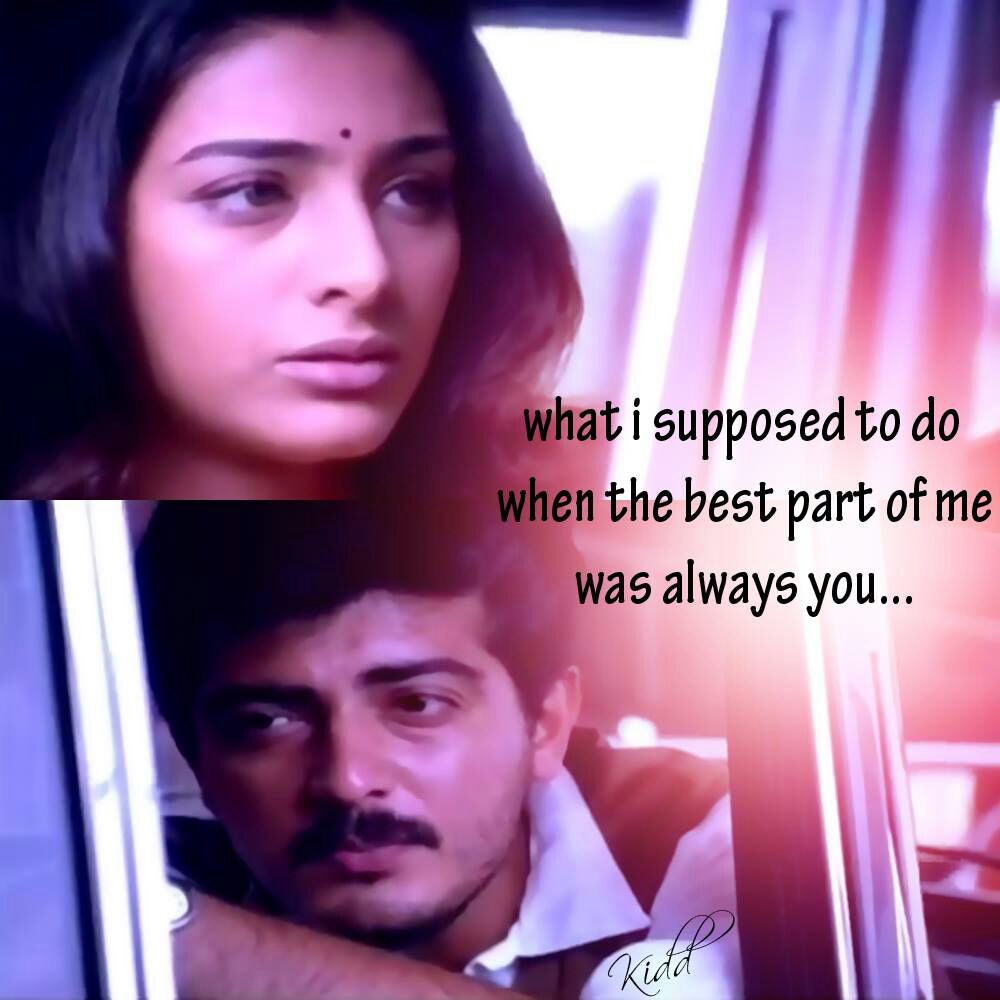 what i supposed to do
when the best part of me
was always you...
Kidd